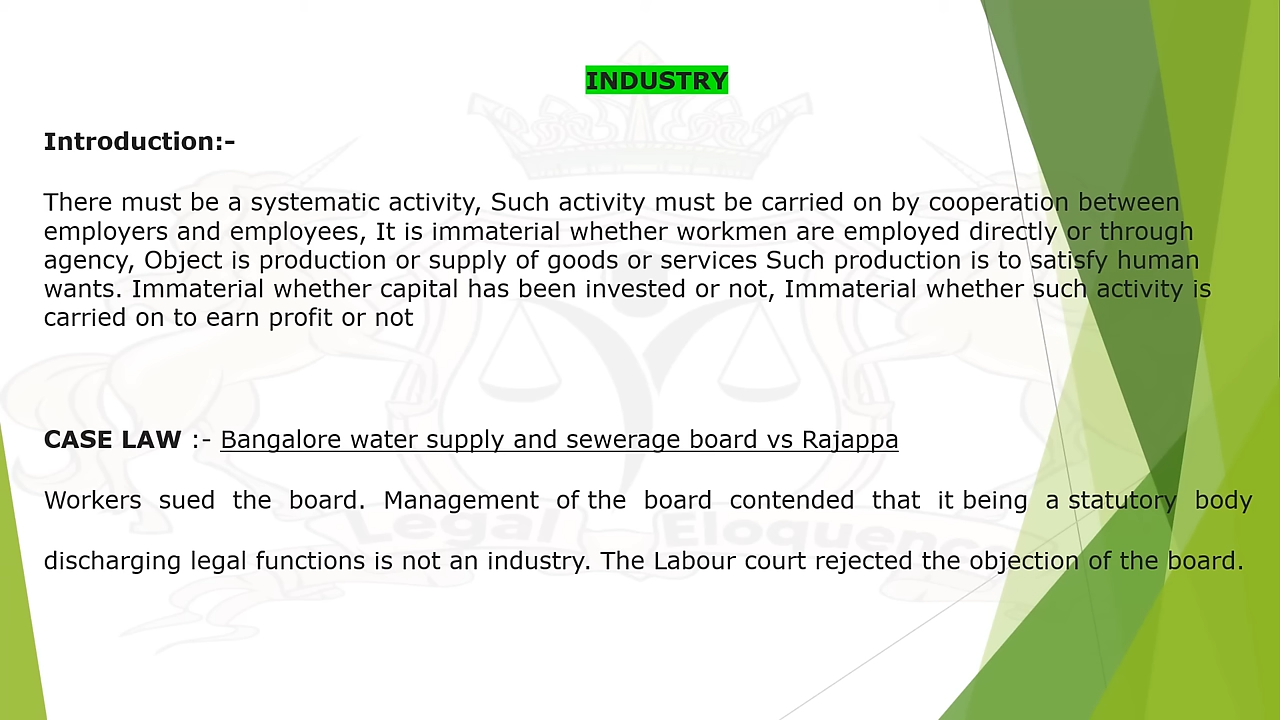 INDUSTRY
Introduction:-
There must be a systematic activity, Such activity must be carried on by cooperation between
employers and employees, It is immaterial whether workmen are employed directly or through
agency, Object is production or supply of goods or services Such production is to satisfy human
wants. Immaterial whether capital has been invested or not, Immaterial whether such activity is
carried on to earn profit or not
CASE LAW :- Bangalore water supply and sewerage board vs Rajappa
Workers sued the board. Management of the board contended that it being a statutory body
Legal Eloquence
discharging legal functions is not an industry. The Labour court rejected the objection of the board.